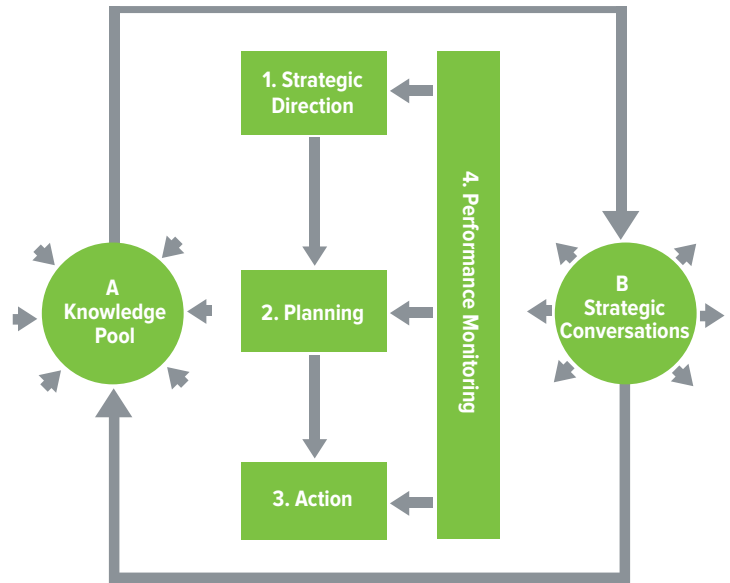 1. Strategic
Direction
4. Performance Monitoring
A
Knowledge
Pool
2. Planning
B
Strategic
Conversations
3. Action